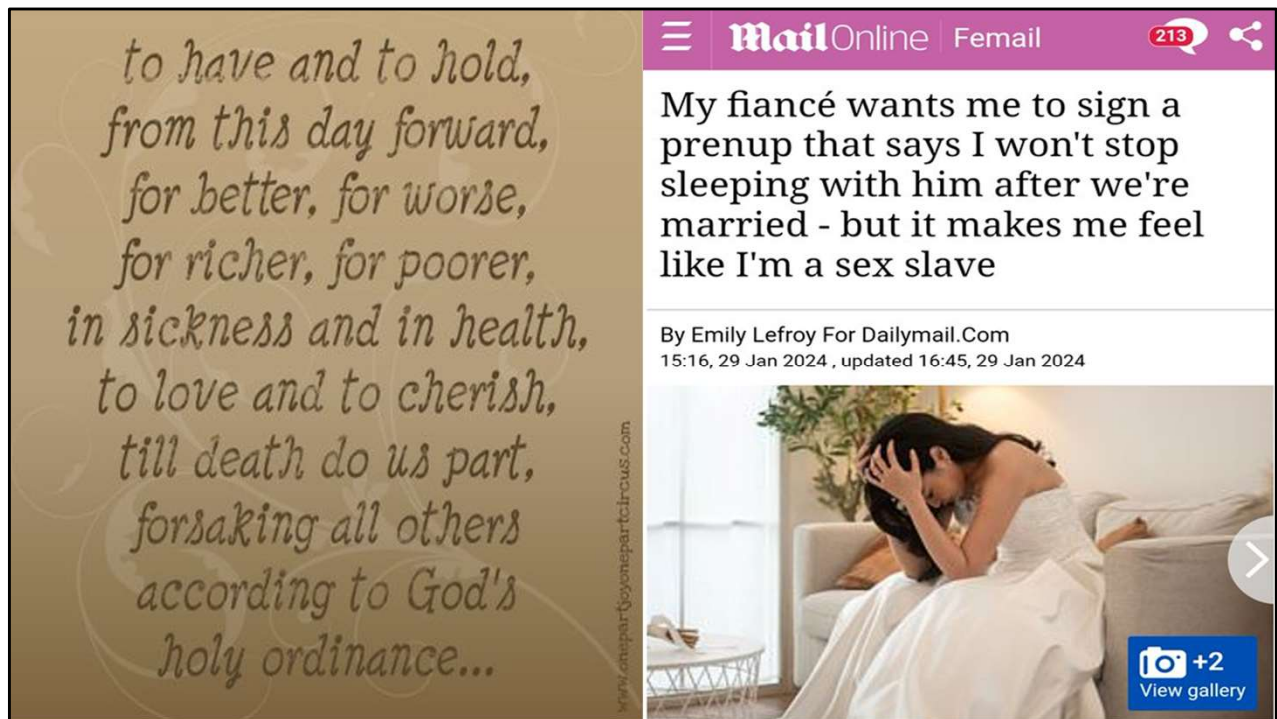 to have and to hold,
from this day forward,
for better, for worse,
for richer, for poorer,
in sickness and in health,
to love and to cherish,
till death do us part,
forsaking all others
according to God's
holy ordinance...
www.onepartjoyonepartcircus.com
Mail Online Femail 213
My fiancé wants me to sign a
prenup that says I won't stop
sleeping with him after we're
married - but it makes me feel
like I'm a sex slave
By Emily Lefroy For Dailymail.Com
15:16, 29 Jan 2024 , updated 16:45, 29 Jan 2024
+2
View gallery